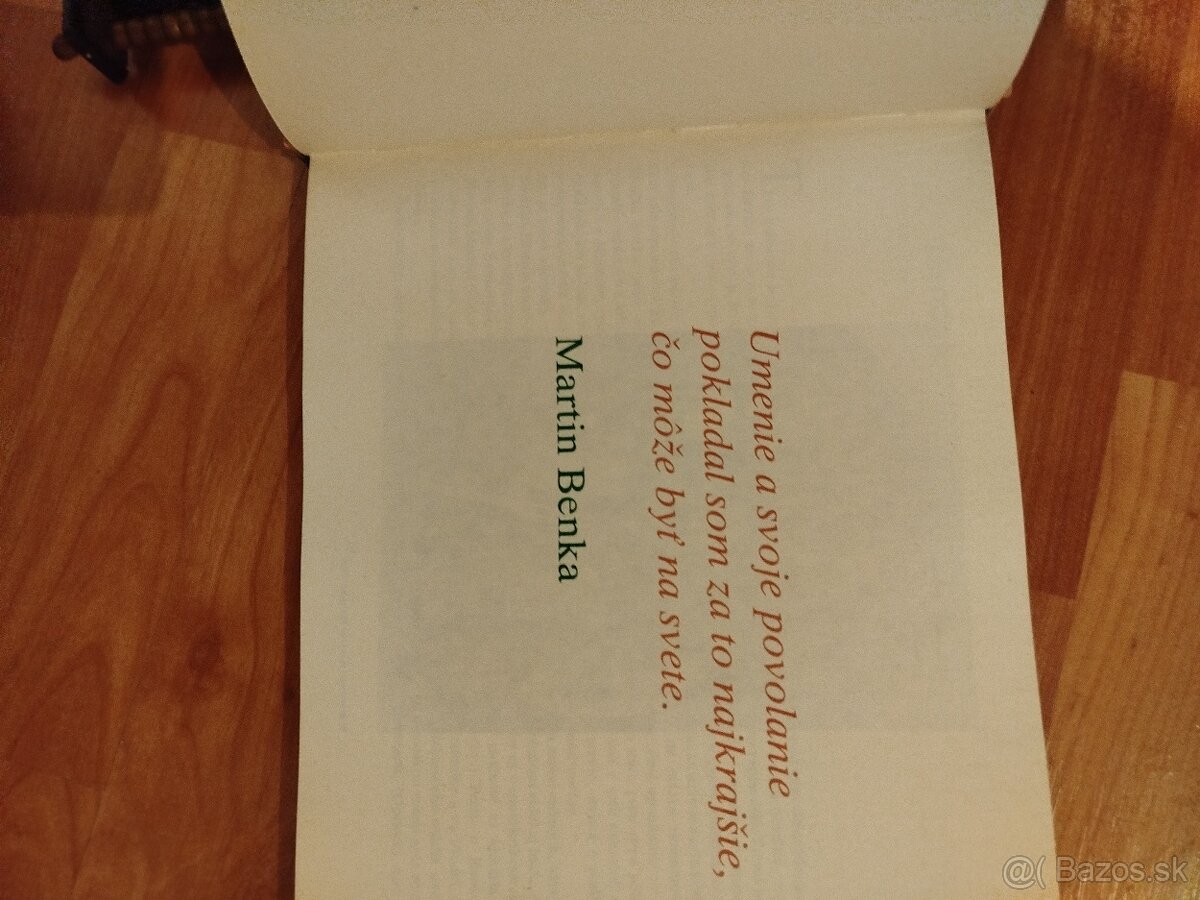 Umenie a svoje povolanie
pokladal som za to najkrajšie,
čo môže byť na svete.
Martin Benka
@( Bazos.sk